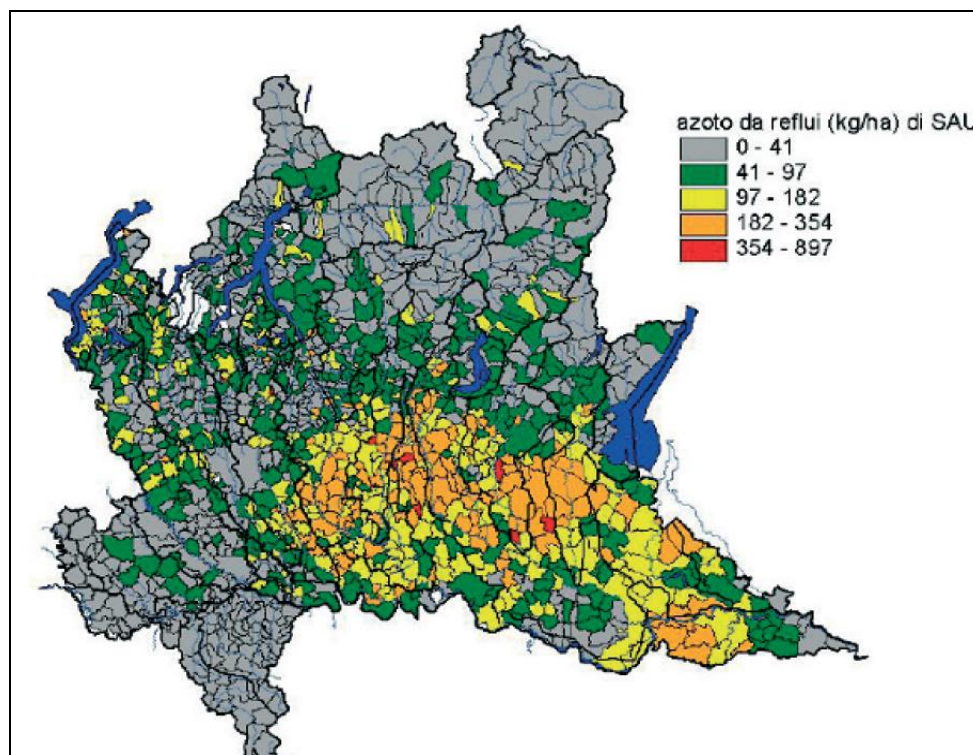 azoto da reflui (kg/ha) di SAU
0 - 41
41 - 97
97 - 182
182 - 354
354 - 897